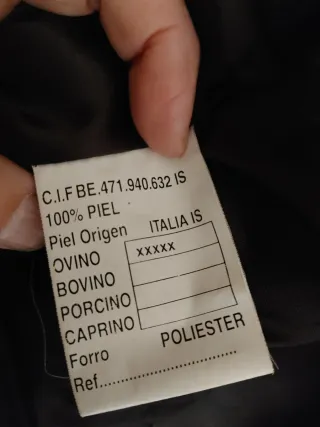 C.I.F BE.471.940.632 IS
100% PIEL
Piel Origen ITALIA IS
OVINO xxxxx
BOVINO
PORCINO
CAPRINO
Forro POLIESTER
Ref..................................